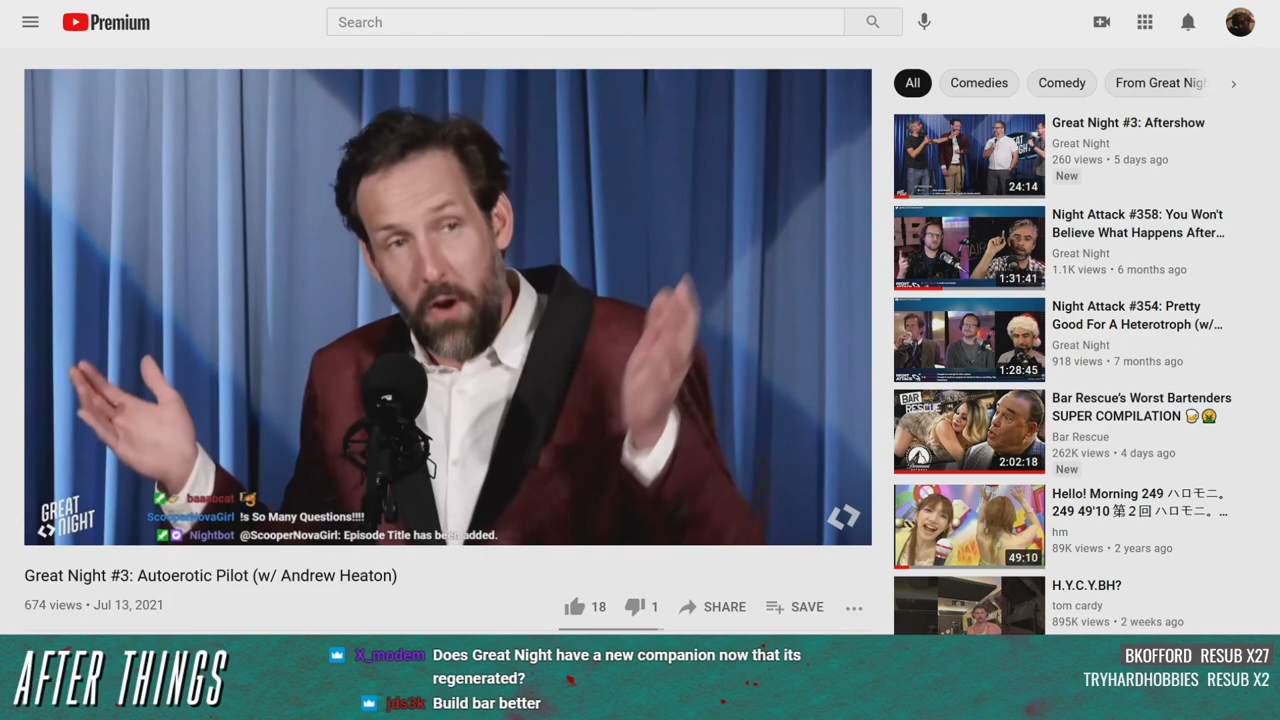 Premium
Search
All
Comedies
Comedy
From Great Nig
GREAT
NIGHT
baaabcat
ScooperNovaGirl !s So Many Questions!!!!
Nightbot @ScooperNovaGirl: Episode Title has been added.
Great Night #3: Autoerotic Pilot (w/ Andrew Heaton)
674 views • Jul 13, 2021
18
1
SHARE
SAVE
Great Night #3: Aftershow
Great Night
260 views • 5 days ago
New
24:14
Night Attack #358: You Won't
Believe What Happens After...
Great Night
1.1K views • 6 months ago
1:31:41
Night Attack #354: Pretty
Good For A Heterotroph (w/...
Great Night
918 views • 7 months ago
1:28:45
Bar Rescue's Worst Bartenders
SUPER COMPILATION
Bar Rescue
262K views • 4 days ago
New
BAR
RESCUE
2:02:18
Hello! Morning 249 ハロモニ。
249 49'10 第2回 ハロモニ。...
hm
89K views • 2 years ago
49:10
H.Y.C.Y.BH?
tom cardy
895K views • 2 weeks ago
AFTER THINGS
X_modem Does Great Night have a new companion now that its
regenerated?
jds3k Build bar better
BKOFFORD RESUB X27
TRYHARDHOBBIES RESUB X2